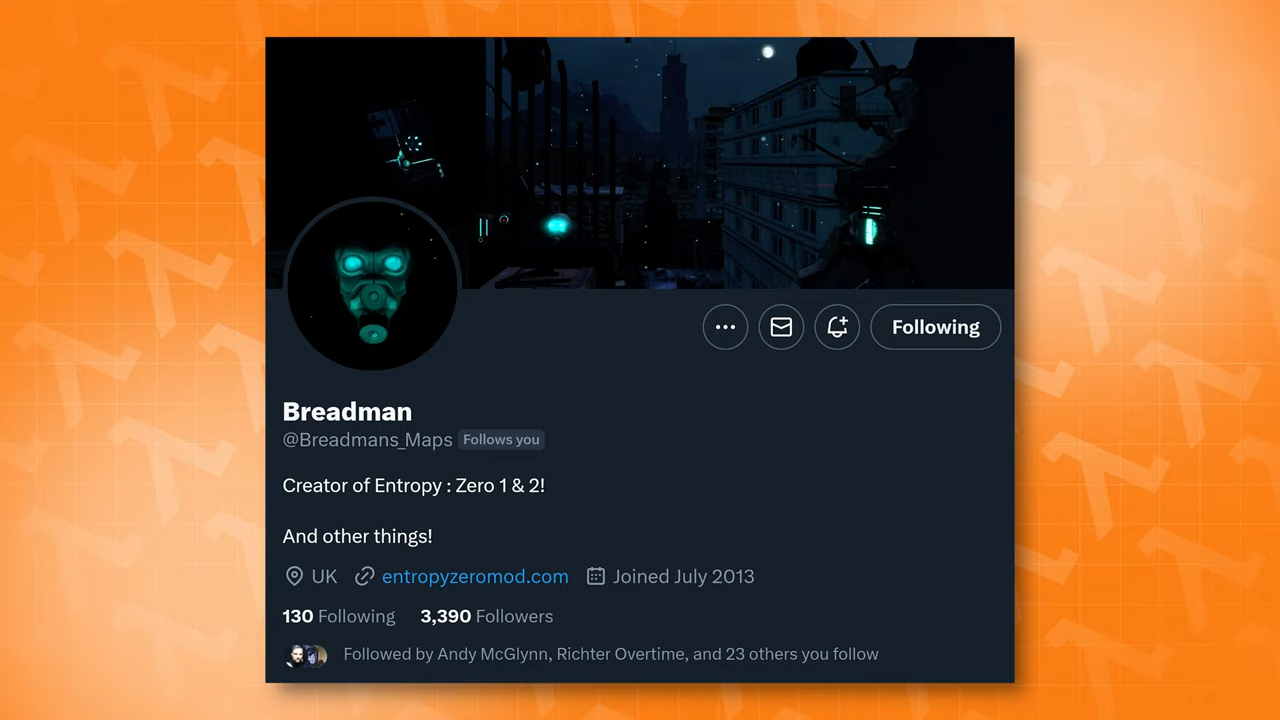 Following
Breadman
@Breadmans_Maps Follows you
Creator of Entropy : Zero 1 & 2!
And other things!
UK entropyzeromod.com Joined July 2013
130 Following 3,390 Followers
Followed by Andy McGlynn, Richter Overtime, and 23 others you follow